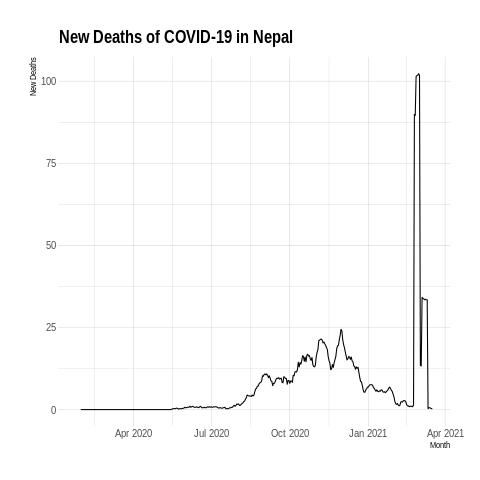 New Deaths of COVID-19 in Nepal
New Deaths
100
75
50
25
0
Apr 2020
Jul 2020
Oct 2020
Jan 2021
Apr 2021
Month